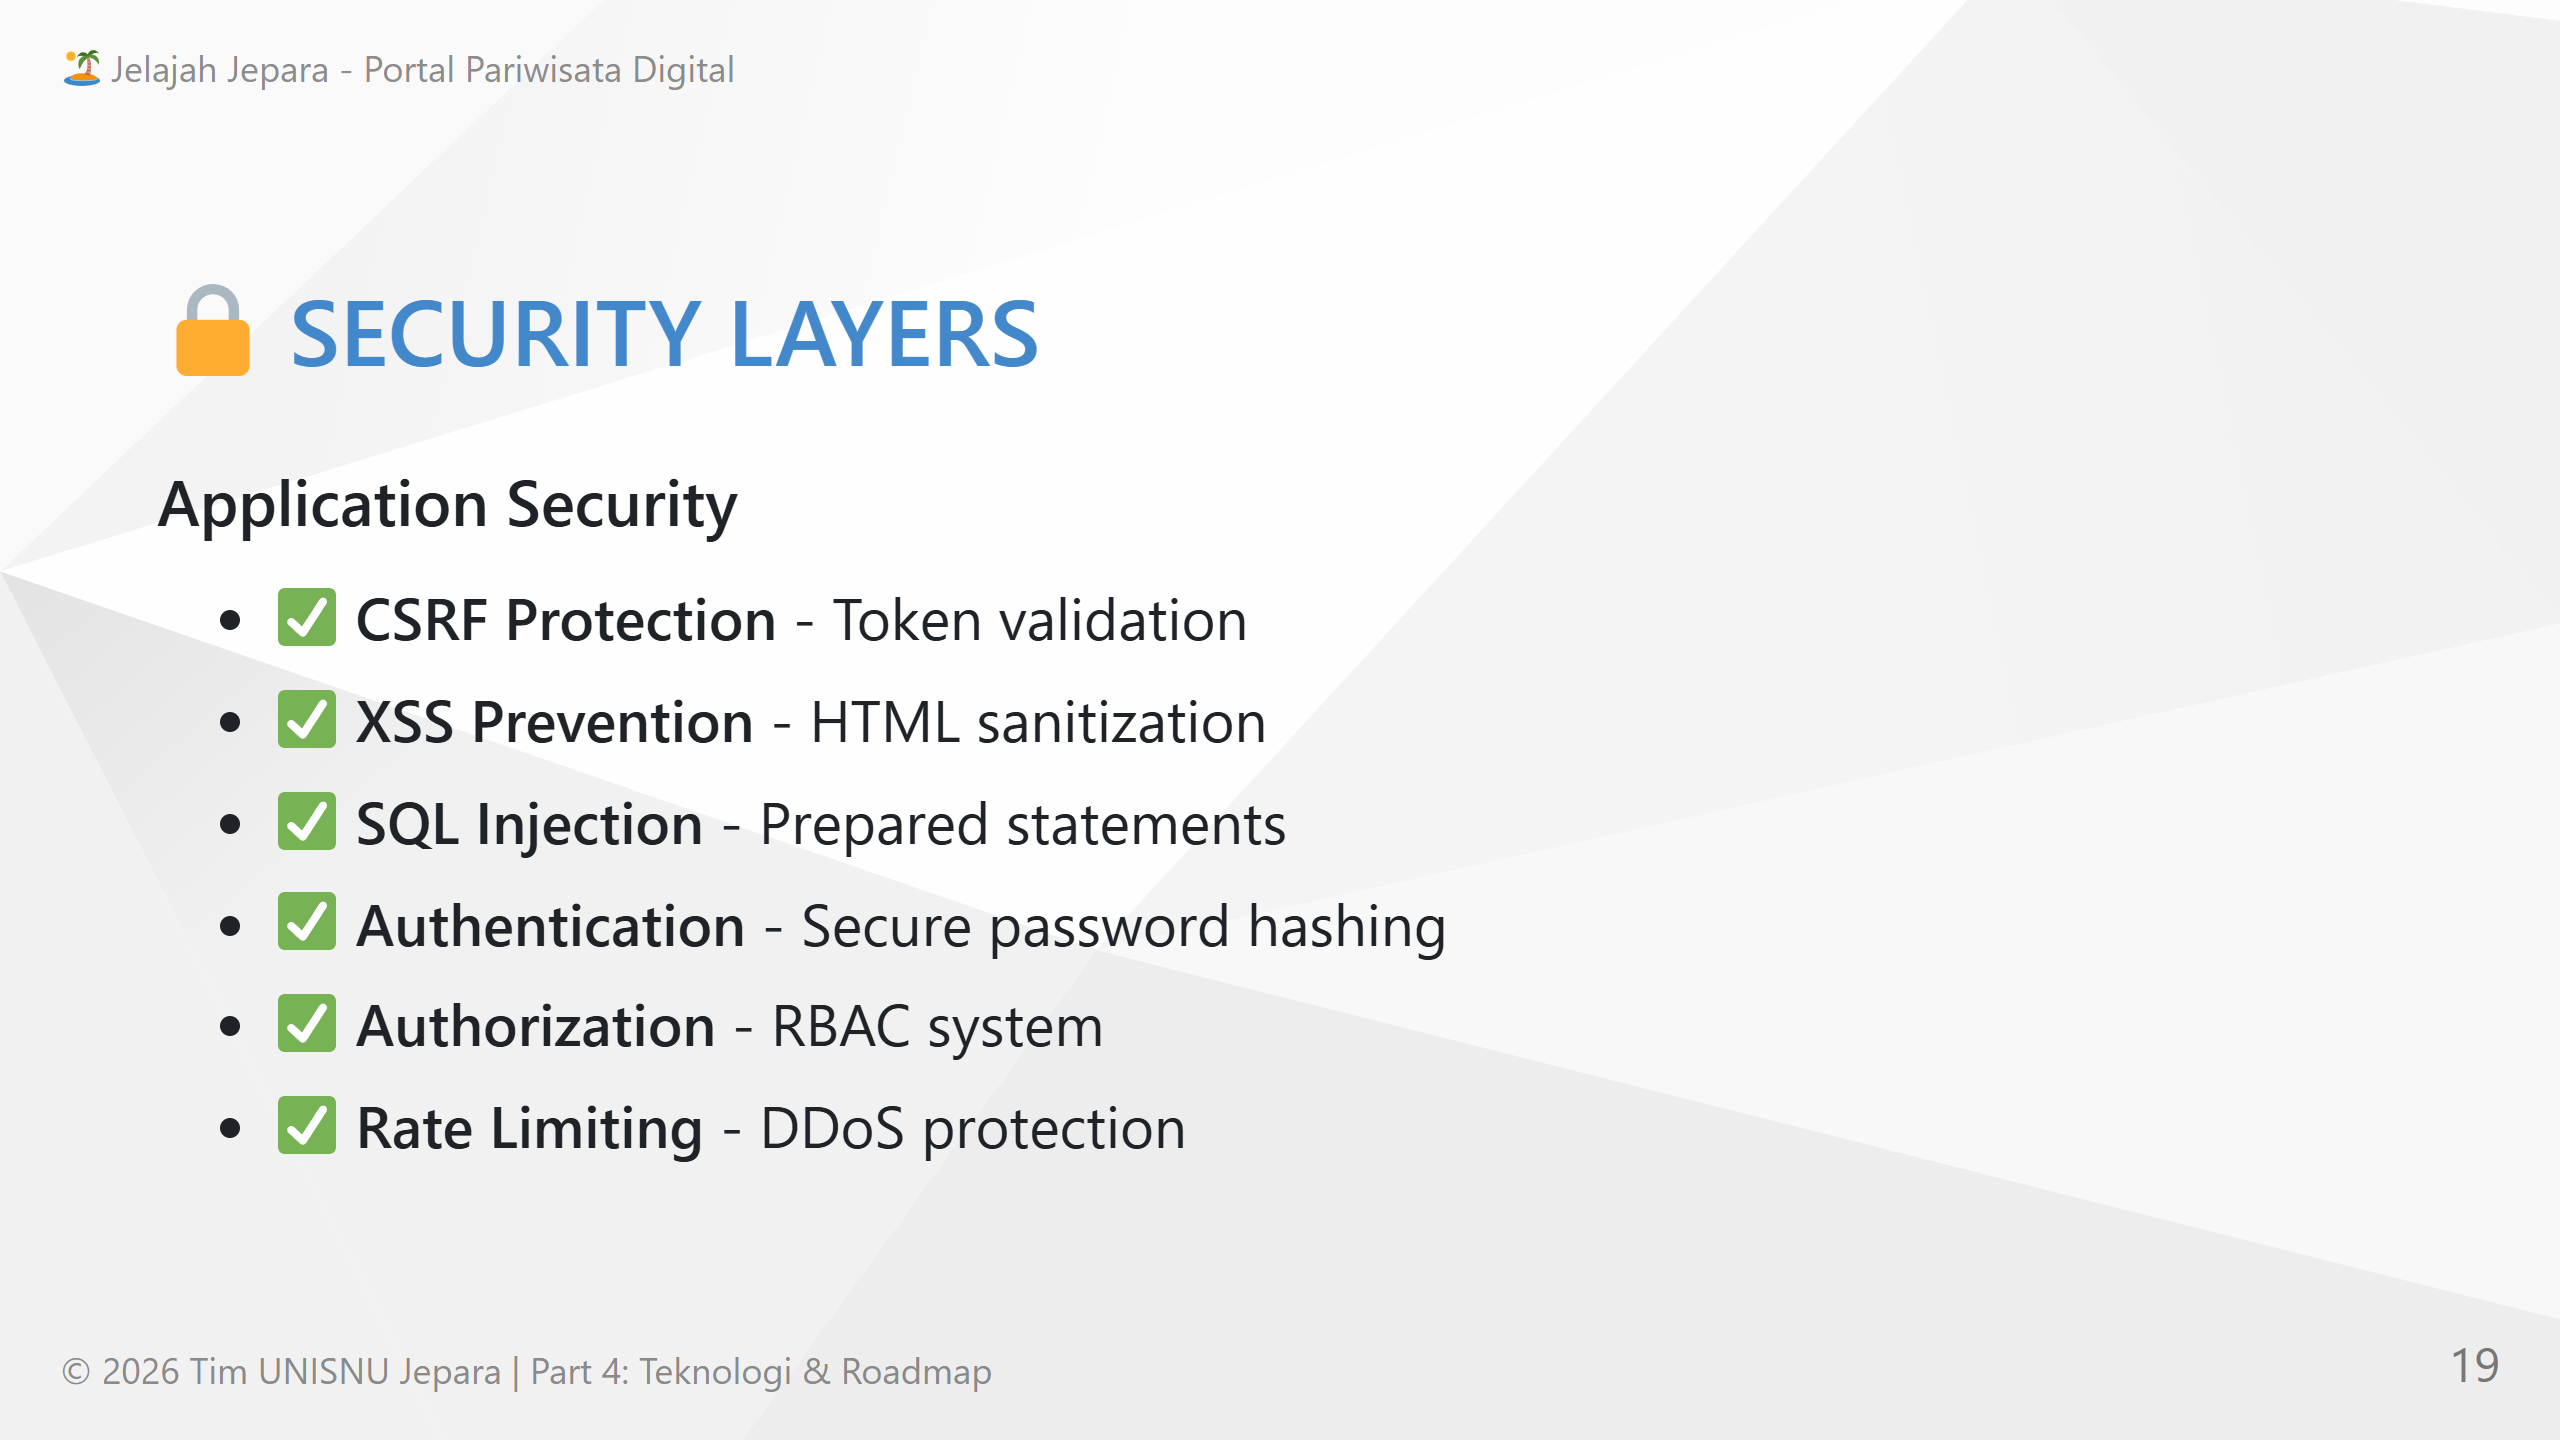 Jelajah Jepara - Portal Pariwisata Digital
SECURITY LAYERS
Application Security
• ✅ CSRF Protection - Token validation
• ✅ XSS Prevention - HTML sanitization
• ✅ SQL Injection - Prepared statements
• ✅ Authentication - Secure password hashing
• ✅ Authorization - RBAC system
• ✅ Rate Limiting - DDoS protection
© 2026 Tim UNISNU Jepara | Part 4: Teknologi & Roadmap
19